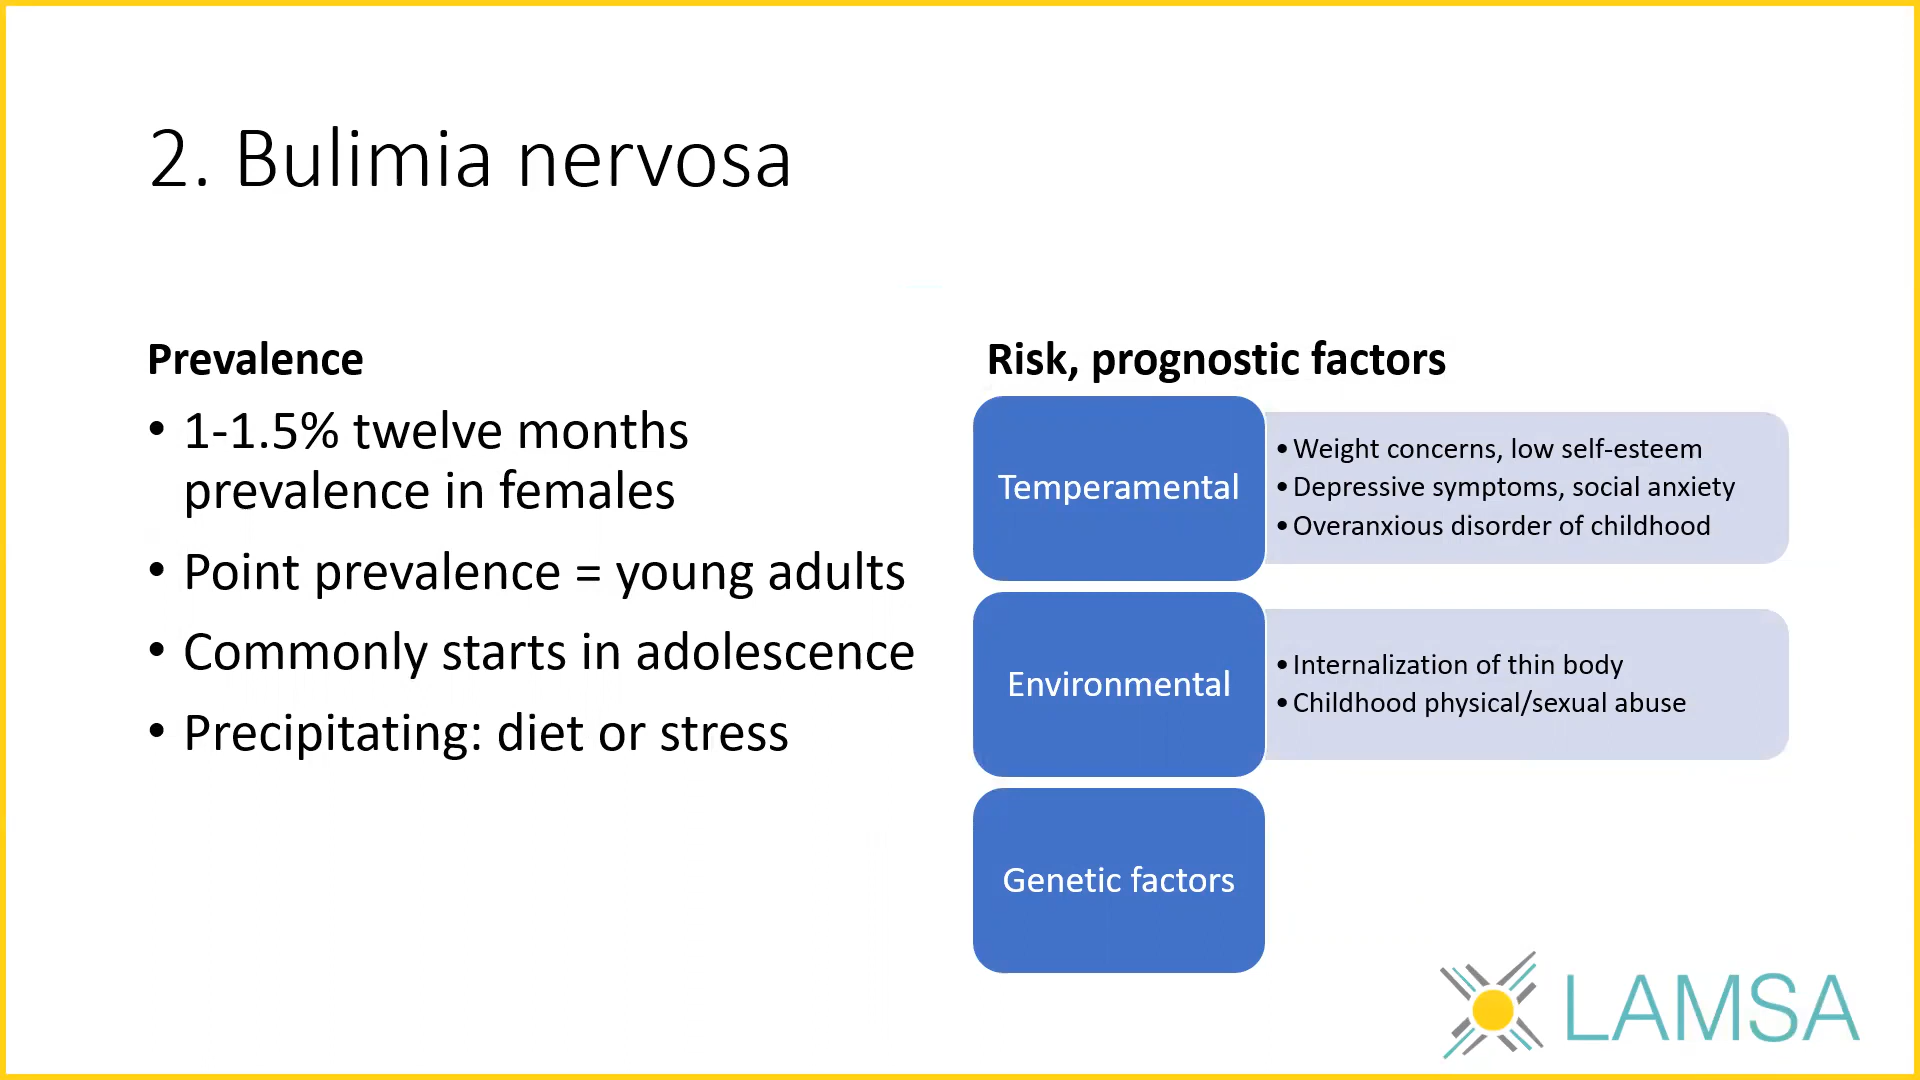 2. Bulimia nervosa
Prevalence
• 1-1.5% twelve months
prevalence in females
• Point prevalence = young adults
• Commonly starts in adolescence
• Precipitating: diet or stress
Risk, prognostic factors
Temperamental
• Weight concerns, low self-esteem
• Depressive symptoms, social anxiety
• Overanxious disorder of childhood
Environmental
• Internalization of thin body
• Childhood physical/sexual abuse
Genetic factors
LAMSA